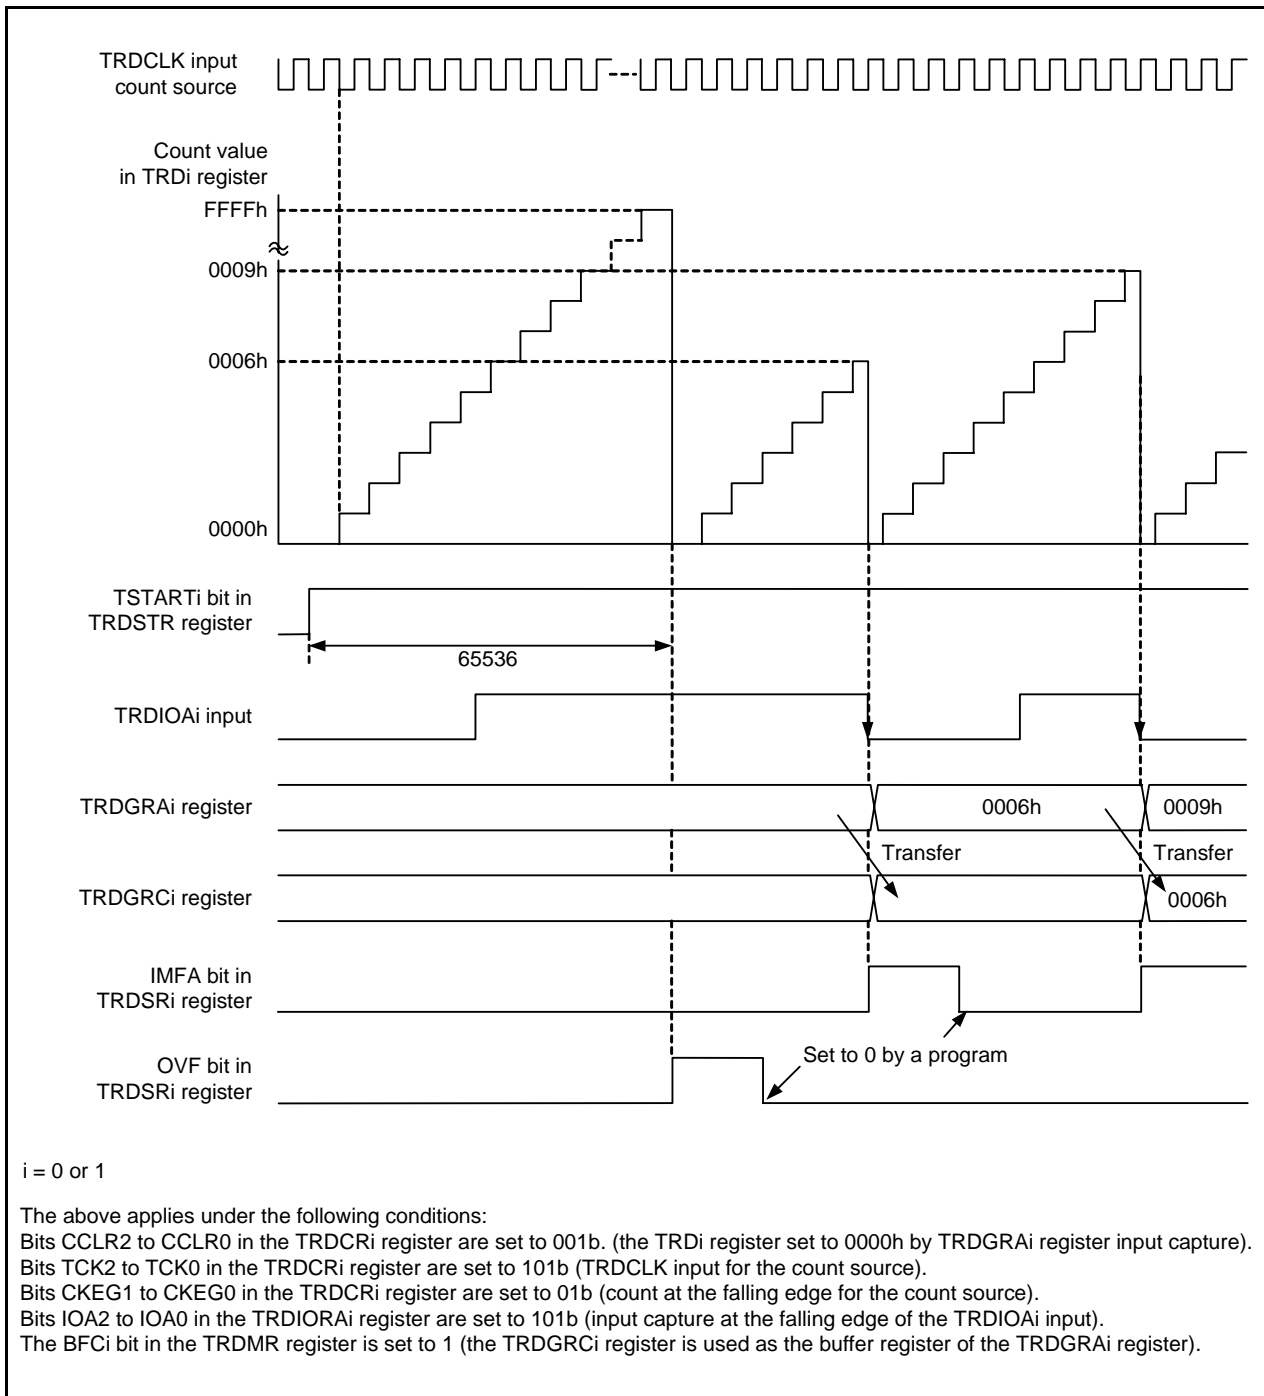 TRDCLK input
count source
Count value
in TRDi register
FFFFh
0009h
0006h
0000h
TSTARTi bit in
TRDSTR register
65536
TRDIOAi input
TRDGRAi register
0006h
0009h
Transfer
Transfer
TRDGRCi register
0006h
IMFA bit in
TRDSRi register
Set to 0 by a program
OVF bit in
TRDSRi register
i = 0 or 1
The above applies under the following conditions:
Bits CCLR2 to CCLR0 in the TRDCRi register are set to 001b. (the TRDi register set to 0000h by TRDGRAi register input capture).
Bits TCK2 to TCK0 in the TRDCRi register are set to 101b (TRDCLK input for the count source).
Bits CKEG1 to CKEG0 in the TRDCRi register are set to 01b (count at the falling edge for the count source).
Bits IOA2 to IOA0 in the TRDIORAi register are set to 101b (input capture at the falling edge of the TRDIOAi input).
The BFCi bit in the TRDMR register is set to 1 (the TRDGRCi register is used as the buffer register of the TRDGRAi register).